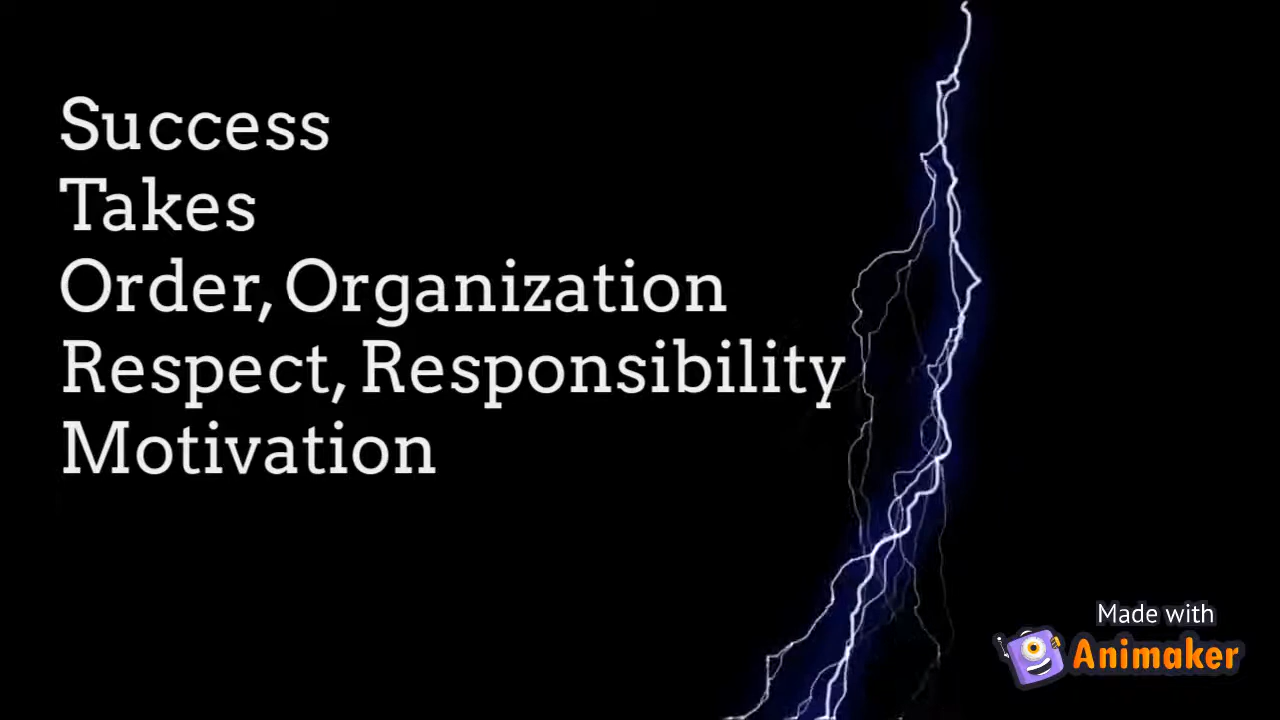 Success
Takes
Order, Organization
Respect, Responsibility
Motivation
Made with
Animaker